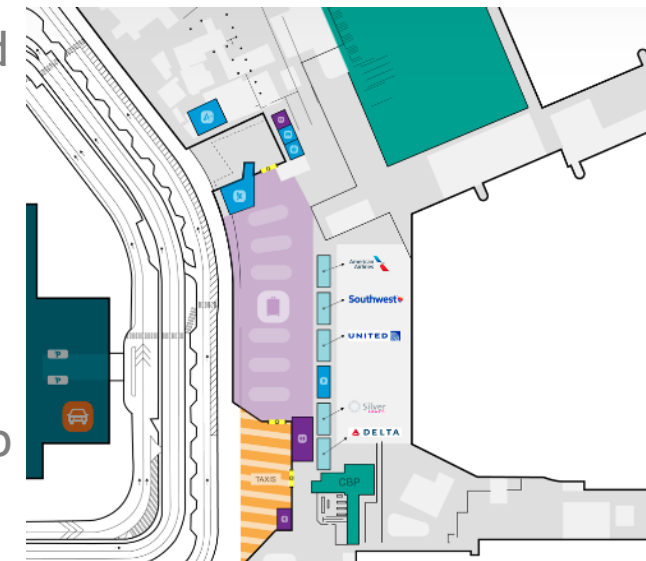 d
American
Airlines
Southwest
UNITED
Silver
DELTA
p
TAXIS
CBP
P
P